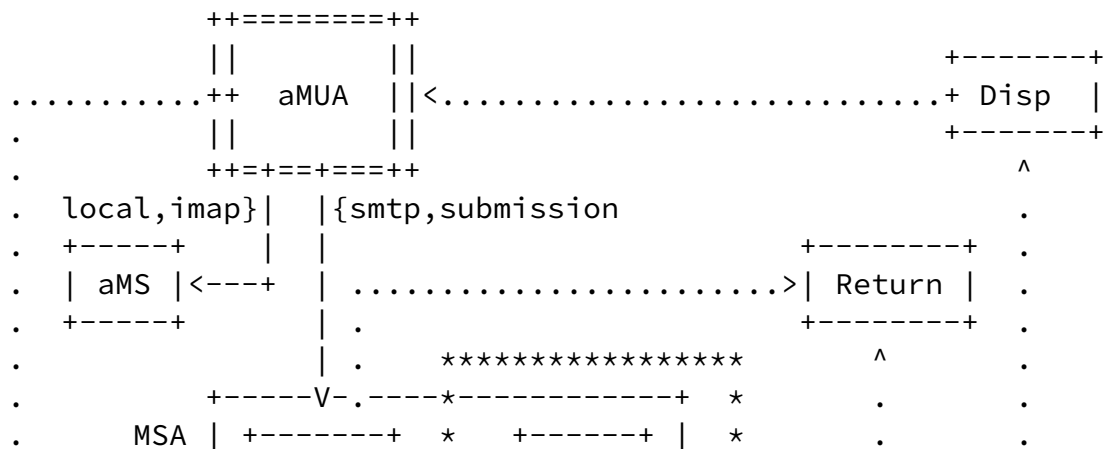 ++========++
           ||        ||                             +-------+
...........++  aMUA  ||<............................+ Disp  |
.          ||        ||                             +-------+
.          ++=+==+===++                                 ^
.  local,imap}|  |{smtp,submission                      .
.  +-----+    |  |                          +--------+  .
.  | aMS |<---+  | ........................>| Return |  .
.  +-----+       | .                        +--------+  .
.                | .    *****************       ^       .
.          +-----V-.----*------------+  *       .       .
.      MSA | +-------+  *   +------+ |  *       .       .